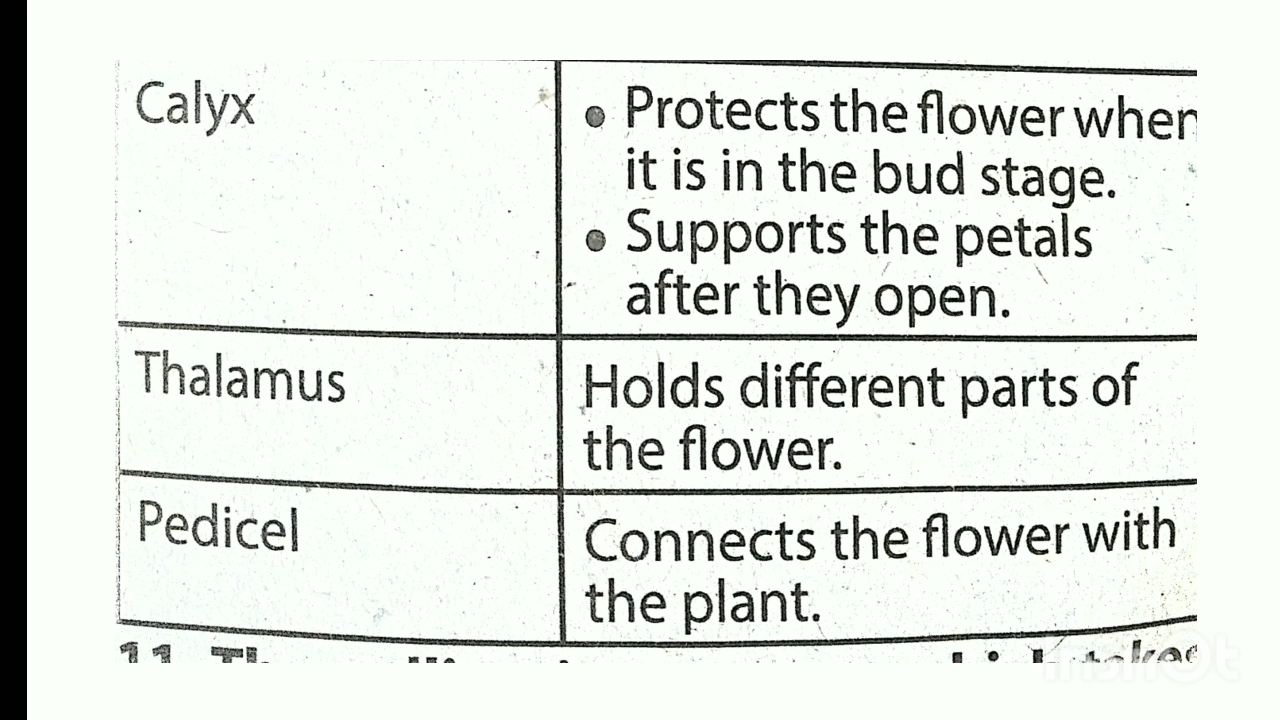 Calyx
• Protects the flower when
it is in the bud stage.
• Supports the petals
after they open.
Thalamus
Holds different parts of
the flower.
Pedicel
Connects the flower with
the plant.
11